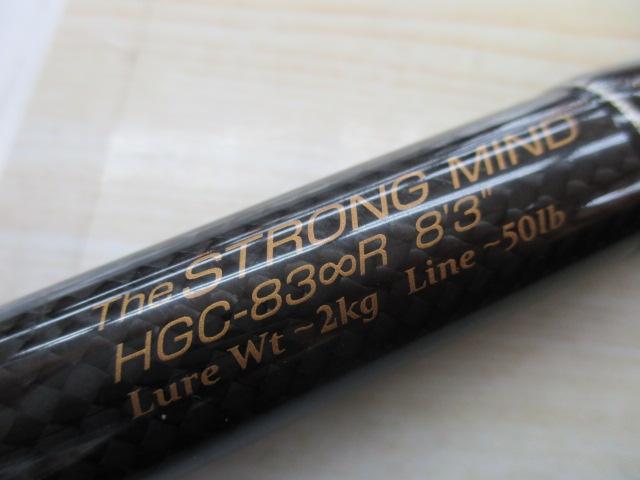 The STRONG MIND
HGC-83∞R 8'3"
Lure Wt ~2kg Line ~50lb